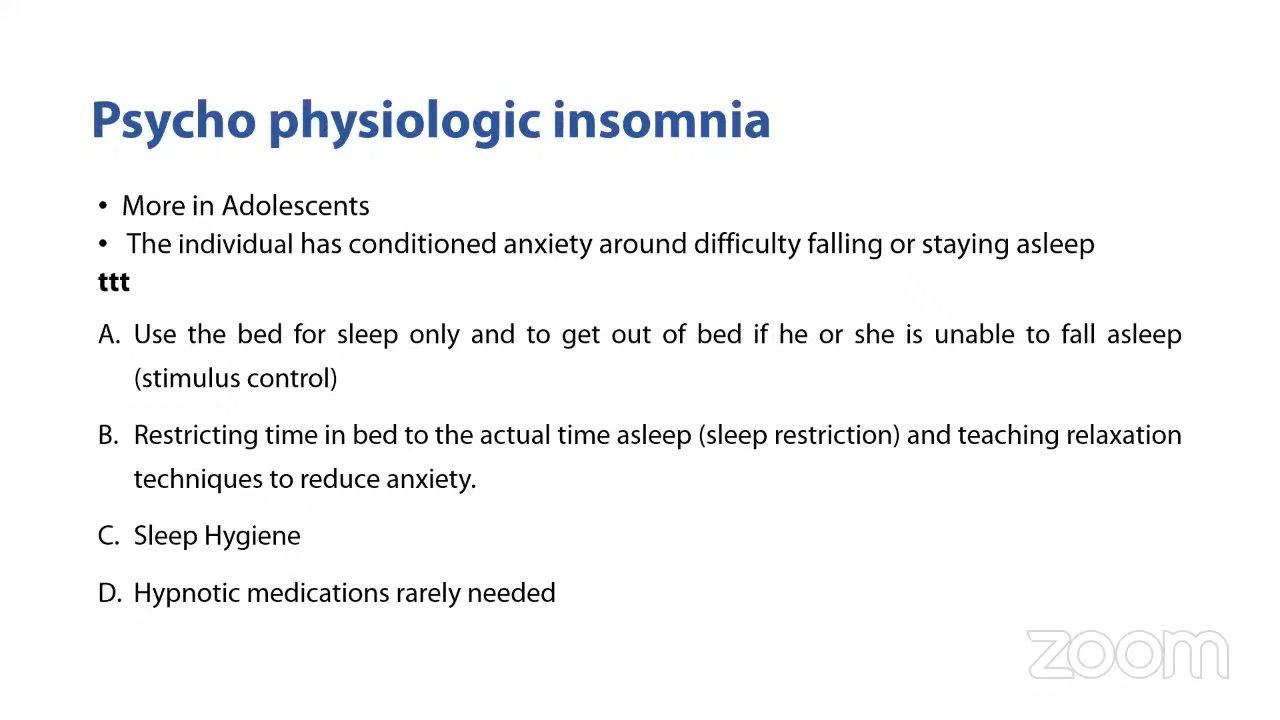 Psycho physiologic insomnia
• More in Adolescents
• The individual has conditioned anxiety around difficulty falling or staying asleep
ttt
A. Use the bed for sleep only and to get out of bed if he or she is unable to fall asleep
(stimulus control)
B. Restricting time in bed to the actual time asleep (sleep restriction) and teaching relaxation
techniques to reduce anxiety.
C. Sleep Hygiene
D. Hypnotic medications rarely needed
zoom